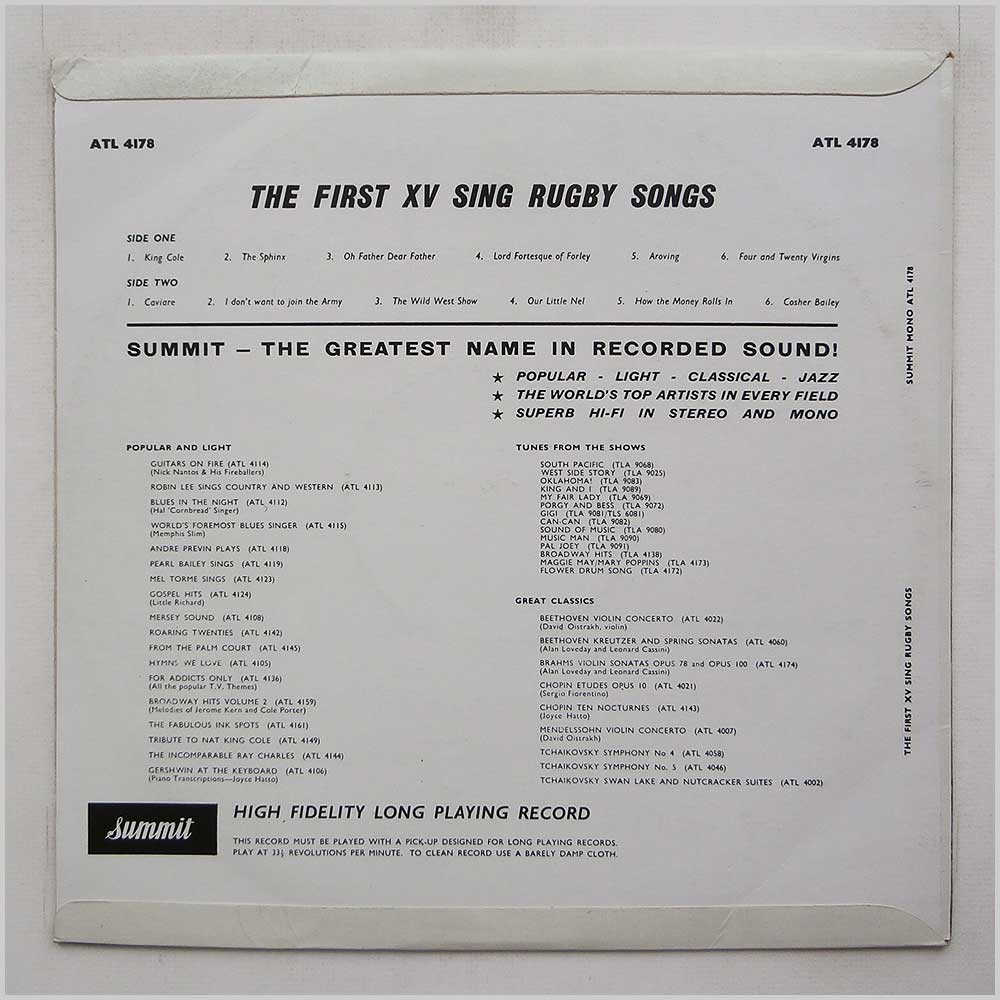 ATL 4178
ATL 4178
THE FIRST XV SING RUGBY SONGS
SIDE ONE
1. King Cole 2. The Sphinx 3. Oh Father Dear Father 4. Lord Fortesque of Forley 5. Aroving 6. Four and Twenty Virgins
SIDE TWO
1. Caviare 2. I don't want to join the Army 3. The Wild West Show 4. Our Little Nel 5. How the Money Rolls In 6. Cosher Bailey
SUMMIT – THE GREATEST NAME IN RECORDED SOUND!
★ POPULAR - LIGHT - CLASSICAL - JAZZ
★ THE WORLD'S TOP ARTISTS IN EVERY FIELD
★ SUPERB HI-FI IN STEREO AND MONO
POPULAR AND LIGHT
GUITARS ON FIRE (ATL 4114)
(Nick Nantos & His Fireballers)
ROBIN LEE SINGS COUNTRY AND WESTERN (ATL 4113)
BLUES IN THE NIGHT (ATL 4112)
(Hal 'Cornbread' Singer)
WORLD'S FOREMOST BLUES SINGER (ATL 4115)
(Memphis Slim)
ANDRE PREVIN PLAYS (ATL 4118)
PEARL BAILEY SINGS (ATL 4119)
MEL TORME SINGS (ATL 4123)
GOSPEL HITS (ATL 4124)
(Little Richard)
MERSEY SOUND (ATL 4108)
ROARING TWENTIES (ATL 4142)
FROM THE PALM COURT (ATL 4145)
HYMNS WE LOVE (ATL 4105)
FOR ADDICTS ONLY (ATL 4136)
(All the popular T.V. Themes)
BROADWAY HITS VOLUME 2 (ATL 4159)
(Melodies of Jerome Kern and Cole Porter)
THE FABULOUS INK SPOTS (ATL 4161)
TRIBUTE TO NAT KING COLE (ATL 4149)
THE INCOMPARABLE RAY CHARLES (ATL 4144)
GERSHWIN AT THE KEYBOARD (ATL 4106)
(Piano Transcriptions—Joyce Hatto)
TUNES FROM THE SHOWS
SOUTH PACIFIC (TLA 9068)
WEST SIDE STORY (TLA 9025)
OKLAHOMA! (TLA 9083)
KING AND I (TLA 9089)
MY FAIR LADY (TLA 9069)
PORGY AND BESS (TLA 9072)
GIGI (TLA 9081/TLS 6081)
CAN-CAN (TLA 9082)
SOUND OF MUSIC (TLA 9080)
MUSIC MAN (TLA 9090)
PAL JOEY (TLA 9091)
BROADWAY HITS (TLA 4138)
MAGGIE MAY/MARY POPPINS (TLA 4173)
FLOWER DRUM SONG (TLA 4172)
GREAT CLASSICS
BEETHOVEN VIOLIN CONCERTO (ATL 4022)
(David Oistrakh, violin)
BEETHOVEN KREUTZER AND SPRING SONATAS (ATL 4060)
(Alan Loveday and Leonard Cassini)
BRAHMS VIOLIN SONATAS OPUS 78 and OPUS 100 (ATL 4174)
(Alan Loveday and Leonard Cassini)
CHOPIN ETUDES OPUS 10 (ATL 4021)
(Sergio Fiorentino)
CHOPIN TEN NOCTURNES (ATL 4143)
(Joyce Hatto)
MENDELSSOHN VIOLIN CONCERTO (ATL 4007)
(David Oistrakh)
TCHAIKOVSKY SYMPHONY No 4 (ATL 4058)
TCHAIKOVSKY SYMPHONY No. 5 (ATL 4046)
TCHAIKOVSKY SWAN LAKE AND NUTCRACKER SUITES (ATL 4002)
summit
HIGH FIDELITY LONG PLAYING RECORD
THIS RECORD MUST BE PLAYED WITH A PICK-UP DESIGNED FOR LONG PLAYING RECORDS.
PLAY AT 33⅓ REVOLUTIONS PER MINUTE. TO CLEAN RECORD USE A BARELY DAMP CLOTH.
SUMMIT MONO ATL 4178
THE FIRST XV SING RUGBY SONGS